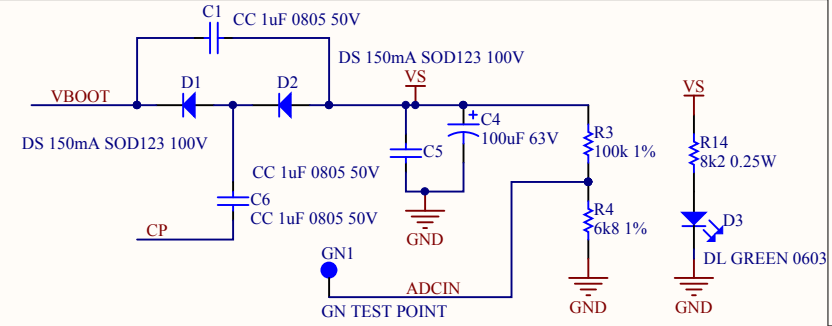 C1
CC 1uF 0805 50V
DS 150mA SOD123 100V
VS
VBOOT
D1
D2
DS 150mA SOD123 100V
C4
100uF 63V
C5
R3
100k 1%
VS
R14
8k2 0.25W
CC 1uF 0805 50V
C6
CC 1uF 0805 50V
CP
GND
R4
6k8 1%
D3
DL GREEN 0603
GN1
ADCIN
GN TEST POINT
GND
GND